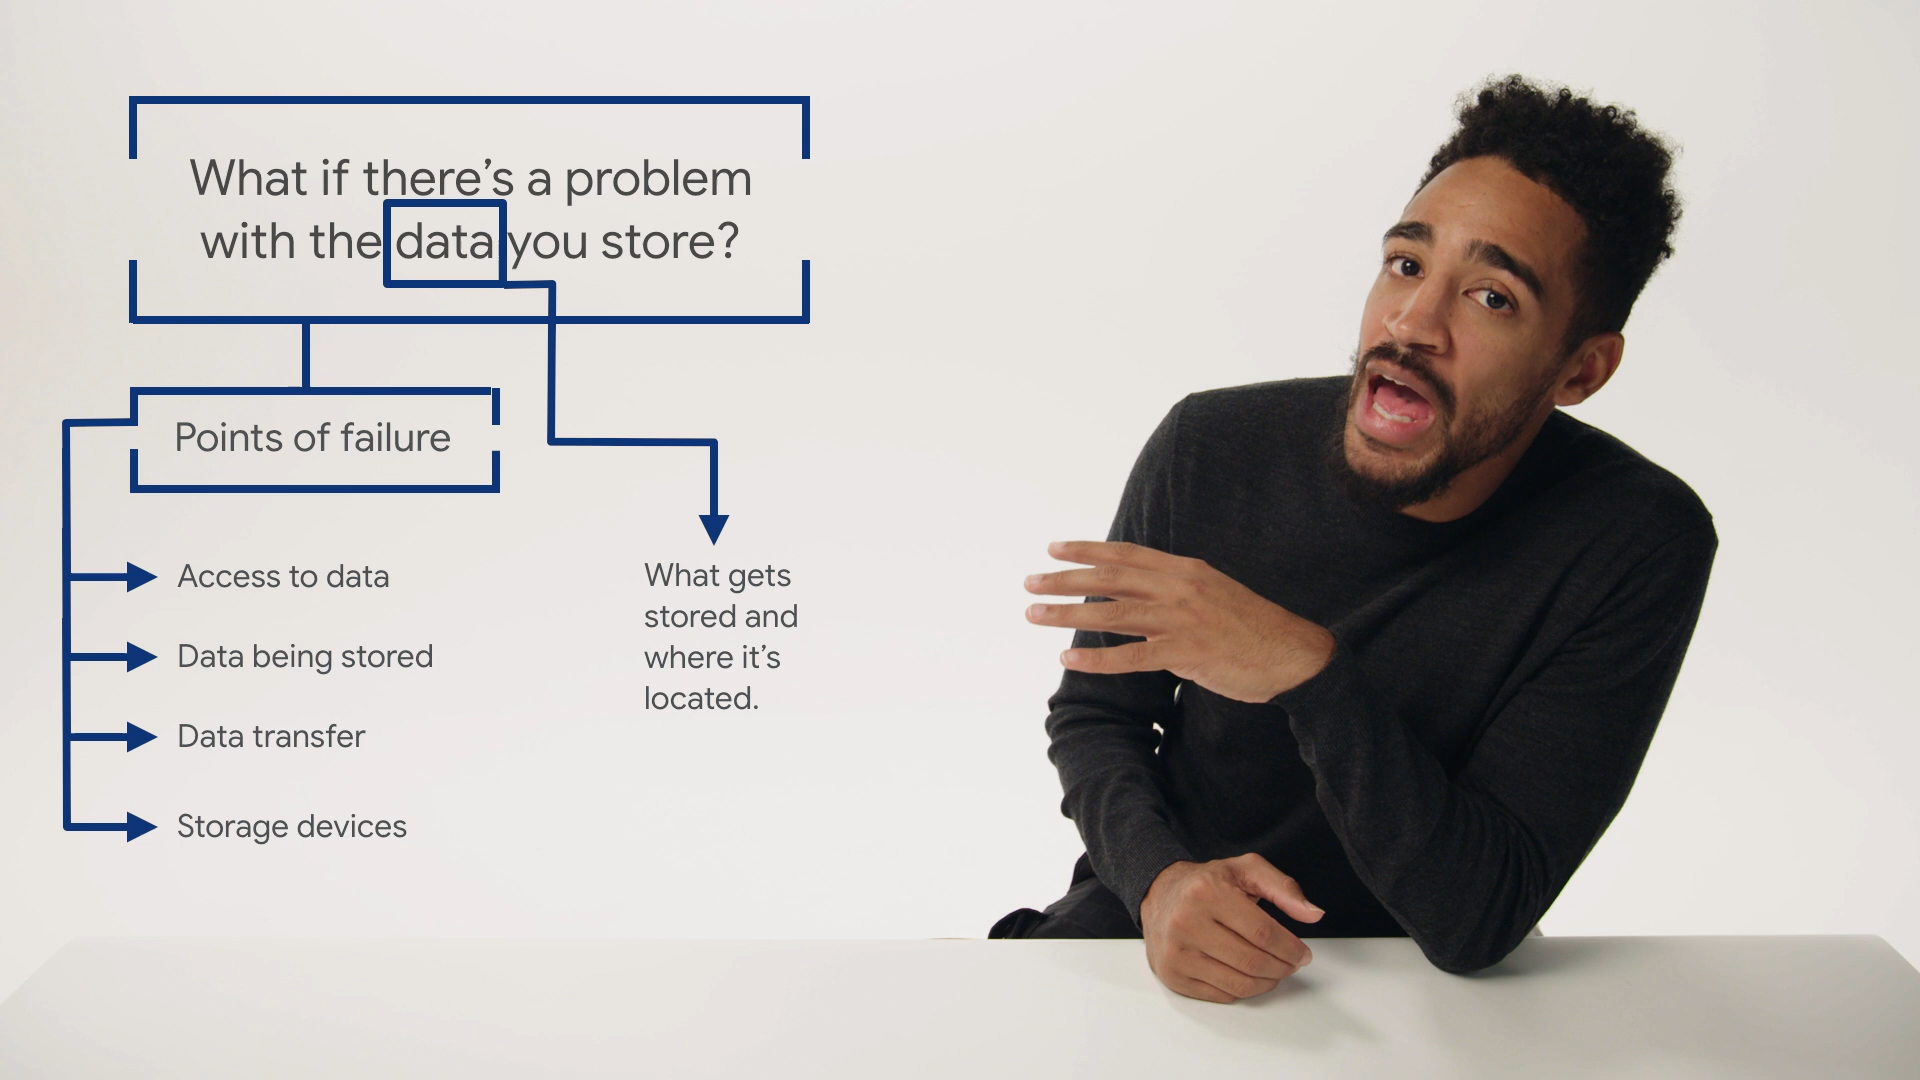 What if there’s a problem
with the data you store?
Points of failure
Access to data
Data being stored
Data transfer
Storage devices
What gets
stored and
where it’s
located.